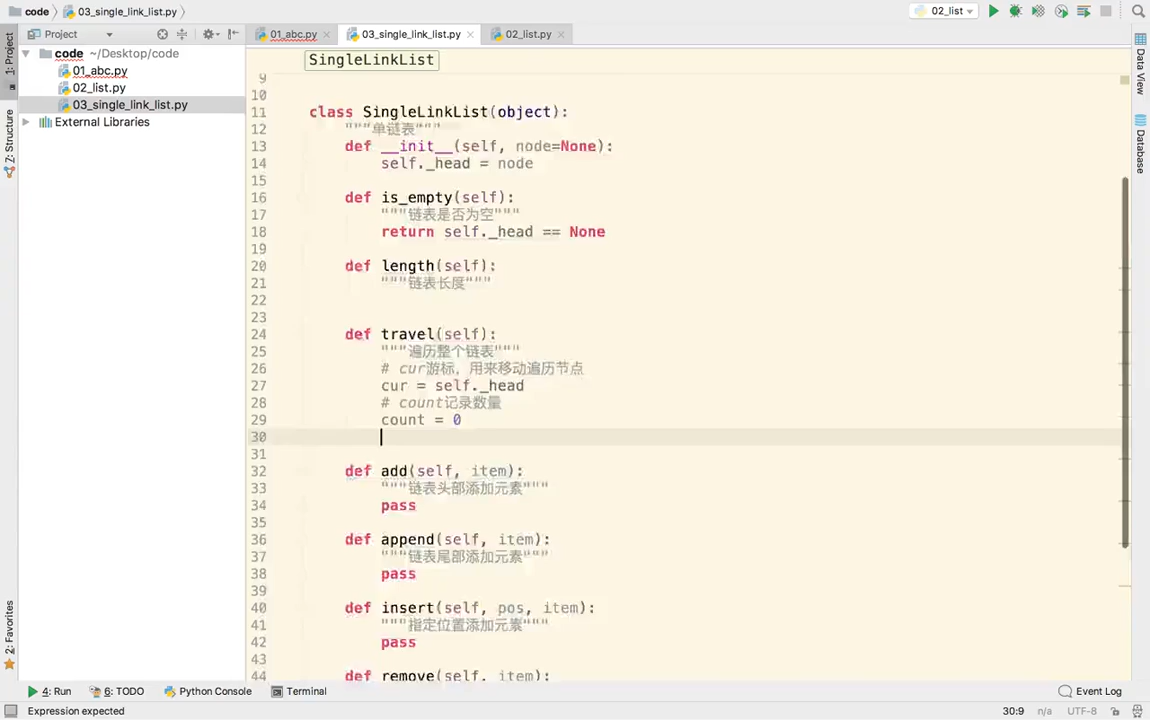 code 03_single_link_list.py 02_list
Project 01_abc.py 03_single_link_list.py 02_list.py
code ~/Desktop/code
01_abc.py
02_list.py
03_single_link_list.py
External Libraries
1: Project
7: Structure
2: Favorites
Data View
Database
SingleLinkList
9
10
11 class SingleLinkList(object):
12 """单链表"""
13 def __init__(self, node=None):
14 self._head = node
15
16 def is_empty(self):
17 """链表是否为空"""
18 return self._head == None
19
20 def length(self):
21 """链表长度"""
22
23
24 def travel(self):
25 """遍历整个链表"""
26 # cur游标，用来移动遍历节点
27 cur = self._head
28 # count记录数量
29 count = 0
30
31
32 def add(self, item):
33 """链表头部添加元素"""
34 pass
35
36 def append(self, item):
37 """链表尾部添加元素"""
38 pass
39
40 def insert(self, pos, item):
41 """指定位置添加元素"""
42 pass
43
44 def remove(self, item):
4: Run 6: TODO Python Console Terminal Event Log
Expression expected 30:9 n/a UTF-8